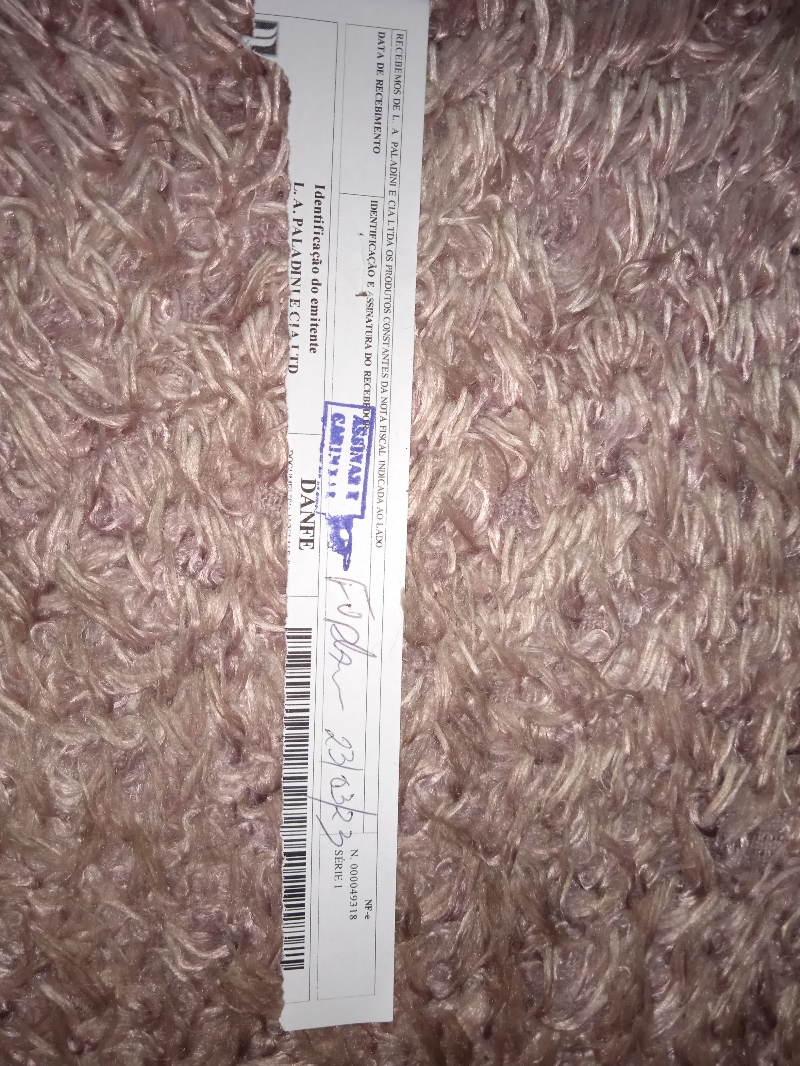 RECEBEMOS DE L. A PALADINI E CIA LTDA OS PRODUTOS CONSTANTES DA NOTA FISCAL INDICADA AO LADO
DATA DE RECEBIMENTO
IDENTIFICAÇÃO E ASSINATURA DO RECEBEDOR
NF-e
N. 000049318
SÉRIE 1
ASSINAR E
23/03/23
Identificação do emitente
L. A. PALADINI E CIA LTD
DANFE